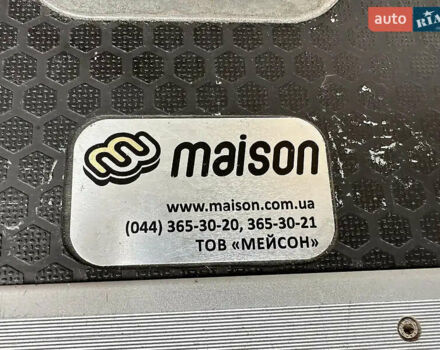 auto RIA
maison
www.maison.com.ua
(044) 365-30-20, 365-30-21
ТОВ «МЕЙСОН»